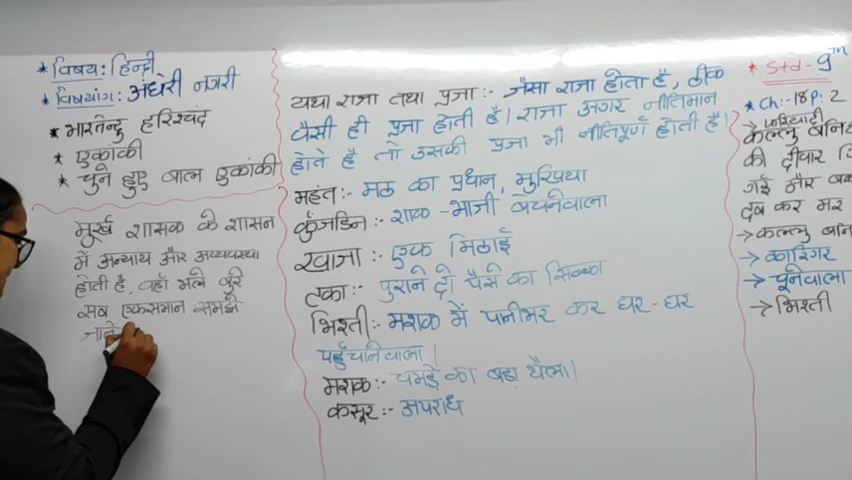 * विषय: हिन्दी
* विषयांग: अंधेरी नगरी
* भारतेन्दु हरिश्चंद
* एकांकी
* चुने हुए बाल एकांकी
मूर्ख शासक के शासन
में अन्याय और अव्यवस्था
होती है, वहाँ भले बुरे
सब एकसमान समझे
जाते
यथा राजा तथा प्रजा :- जैसा राजा होता है, ठीक
वैसी ही प्रजा होती है। राजा अगर नीतिमान
होते है तो उसकी प्रजा भी नीतिपूर्ण होती है।
महंत:- मठ का प्रधान,
कुँजडिन:- शाक-भाजी बेचनेवाला
खाजा:- एक मिठाई
टका:- पुराने दो पैसे का सिक्का
भिश्ती:- मशक में पानीभर कर घर-घर
पहुँचानेवाला।
मशक:- चमड़े का बड़ा थैला।
कसूर:- अपराध
* Std-9ᵗʰ
* Ch:-18 P: 2
→ फरियादी
कल्लु बनि
की दीवार
गई और बक
दब कर मर
→ कल्लु बनि
→ कारिगर
→ चूनेवाला
→ भिश्ती